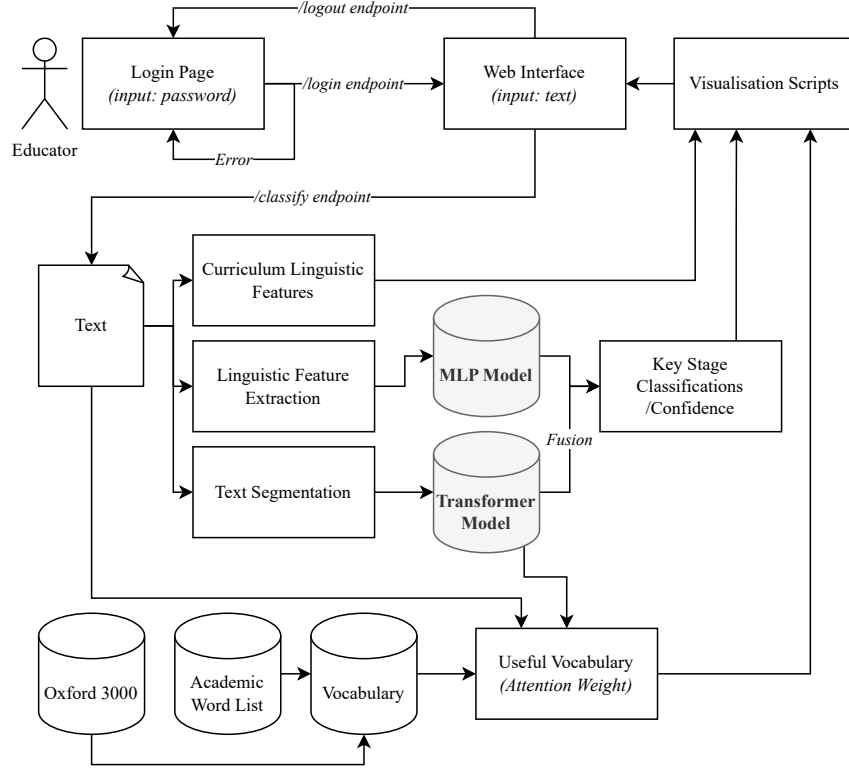 /logout endpoint
Login Page
(input: password)
/login endpoint
Web Interface
(input: text)
Visualisation Scripts
Educator
Error
/classify endpoint
Text
Curriculum Linguistic
Features
Linguistic Feature
Extraction
MLP Model
Key Stage
Classifications
/Confidence
Fusion
Text Segmentation
Transformer
Model
Oxford 3000
Academic
Word List
Vocabulary
Useful Vocabulary
(Attention Weight)